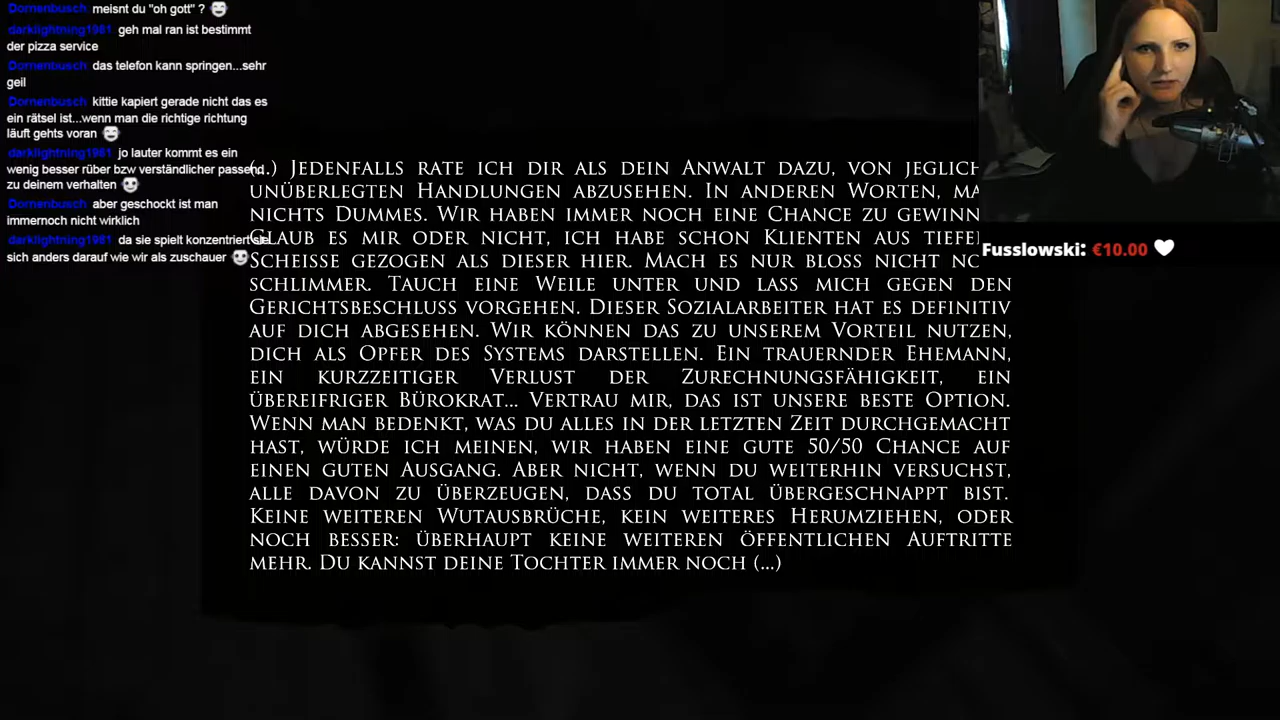 Dornenbusch meisnt du "oh gott" ?
darklightning1981 geh mal ran ist bestimmt
der pizza service
Dornenbusch das telefon kann springen...sehr
geil
Dornenbusch kittie kapiert gerade nicht das es
ein rätsel ist...wenn man die richtige richtung
läuft gehts voran
darklightning1981 jo lauter kommt es ein
wenig besser rüber bzw verständlicher passend
zu deinem verhalten
Dornenbusch aber geschockt ist man
immernoch nicht wirklich
darklightning1981 da sie spielt konzentriert sie
sich anders darauf wie wir als zuschauer
(...) Jedenfalls rate ich dir als dein Anwalt dazu, von jeglich
unüberlegten Handlungen abzusehen. In anderen Worten, ma
nichts Dummes. Wir haben immer noch eine Chance zu gewinn
Glaub es mir oder nicht, ich habe schon Klienten aus tiefe
Scheisse gezogen als dieser hier. Mach es nur bloss nicht no
schlimmer. Tauch eine Weile unter und lass mich gegen den
Gerichtsbeschluss vorgehen. Dieser Sozialarbeiter hat es definitiv
auf dich abgesehen. Wir können das zu unserem Vorteil nutzen,
dich als Opfer des Systems darstellen. Ein trauernder Ehemann,
ein kurzzeitiger Verlust der Zurechnungsfähigkeit, ein
übereifriger Bürokrat... Vertrau mir, das ist unsere beste Option.
Wenn man bedenkt, was du alles in der letzten Zeit durchgemacht
hast, würde ich meinen, wir haben eine gute 50/50 Chance auf
einen guten Ausgang. Aber nicht, wenn du weiterhin versuchst,
alle davon zu überzeugen, dass du total übergeschnappt bist.
Keine weiteren Wutausbrüche, kein weiteres Herumziehen, oder
noch besser: überhaupt keine weiteren öffentlichen Auftritte
mehr. Du kannst deine Tochter immer noch (...)
Fusslowski: €10.00